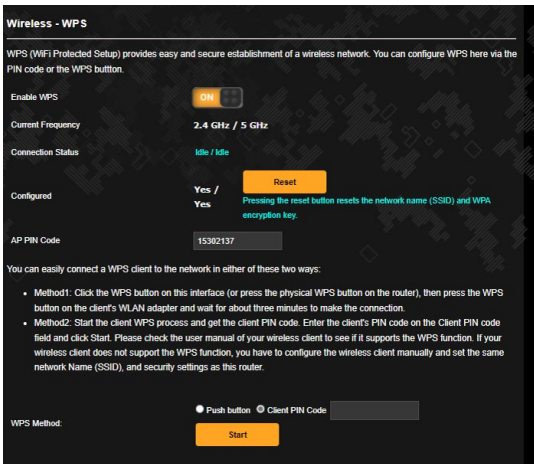 Wireless - WPS
WPS (WiFi Protected Setup) provides easy and secure establishment of a wireless network. You can configure WPS here via the
PIN code or the WPS buttton.
Enable WPS
ON
Current Frequency
2.4 GHz / 5 GHz
Connection Status
Idle / Idle
Configured
Yes /
Yes
Reset
Pressing the reset button resets the network name (SSID) and WPA
encryption key.
AP PIN Code
15302137
You can easily connect a WPS client to the network in either of these two ways:
• Method1: Click the WPS button on this interface (or press the physical WPS button on the router), then press the WPS
button on the client's WLAN adapter and wait for about three minutes to make the connection.
• Method2: Start the client WPS process and get the client PIN code. Enter the client's PIN code on the Client PIN code
field and click Start. Please check the user manual of your wireless client to see if it supports the WPS function. If your
wireless client does not support the WPS function, you have to configure the wireless client manually and set the same
network Name (SSID), and security settings as this router.
WPS Method:
Push button Client PIN Code
Start